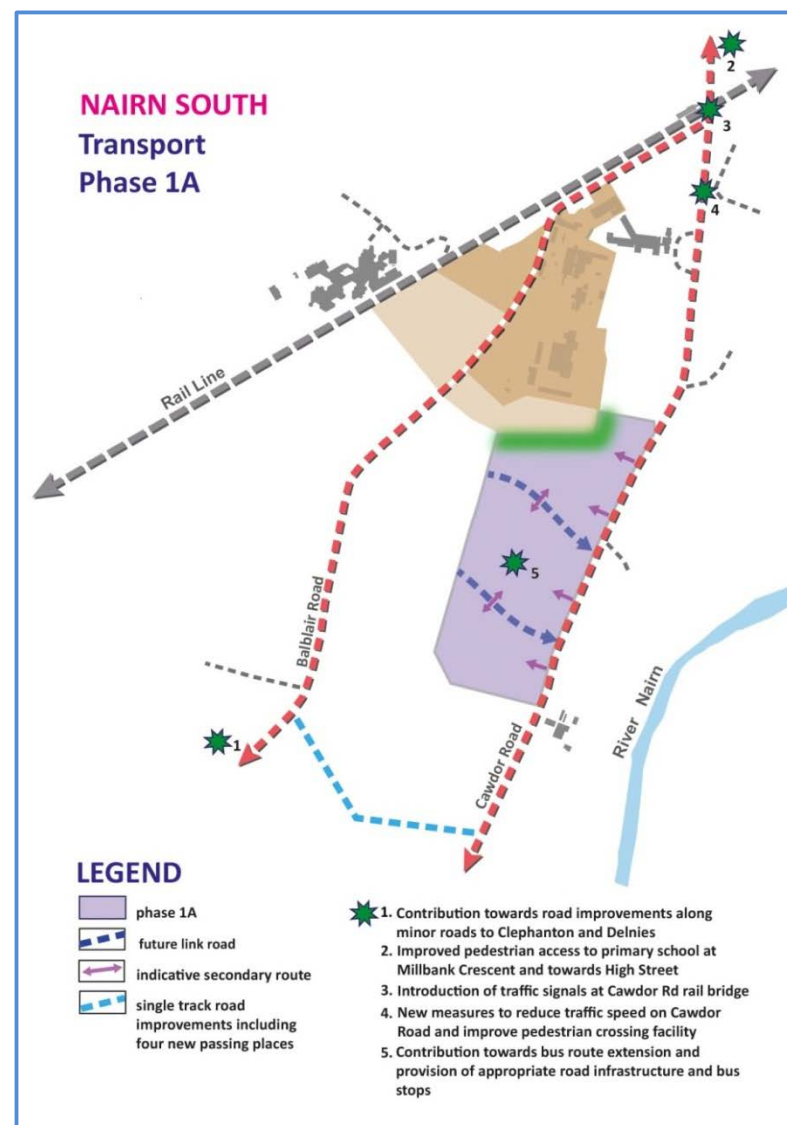 NAIRN SOUTH
Transport
Phase 1A
2
3
4
Rail Line
5
Balblair Road
River Nairn
1
Cawdor Road
LEGEND
phase 1A
future link road
indicative secondary route
single track road
improvements including
four new passing places
1. Contribution towards road improvements along
minor roads to Clephanton and Delnies
2. Improved pedestrian access to primary school at
Millbank Crescent and towards High Street
3. Introduction of traffic signals at Cawdor Rd rail bridge
4. New measures to reduce traffic speed on Cawdor
Road and improve pedestrian crossing facility
5. Contribution towards bus route extension and
provision of appropriate road infrastructure and bus
stops